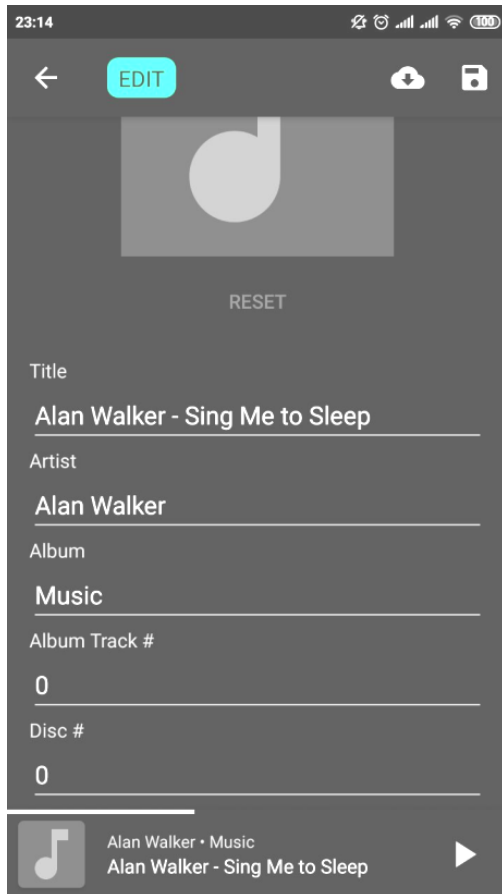 23:14
100
EDIT
RESET
Title
Alan Walker - Sing Me to Sleep
Artist
Alan Walker
Album
Music
Album Track #
0
Disc #
0
Alan Walker • Music
Alan Walker - Sing Me to Sleep